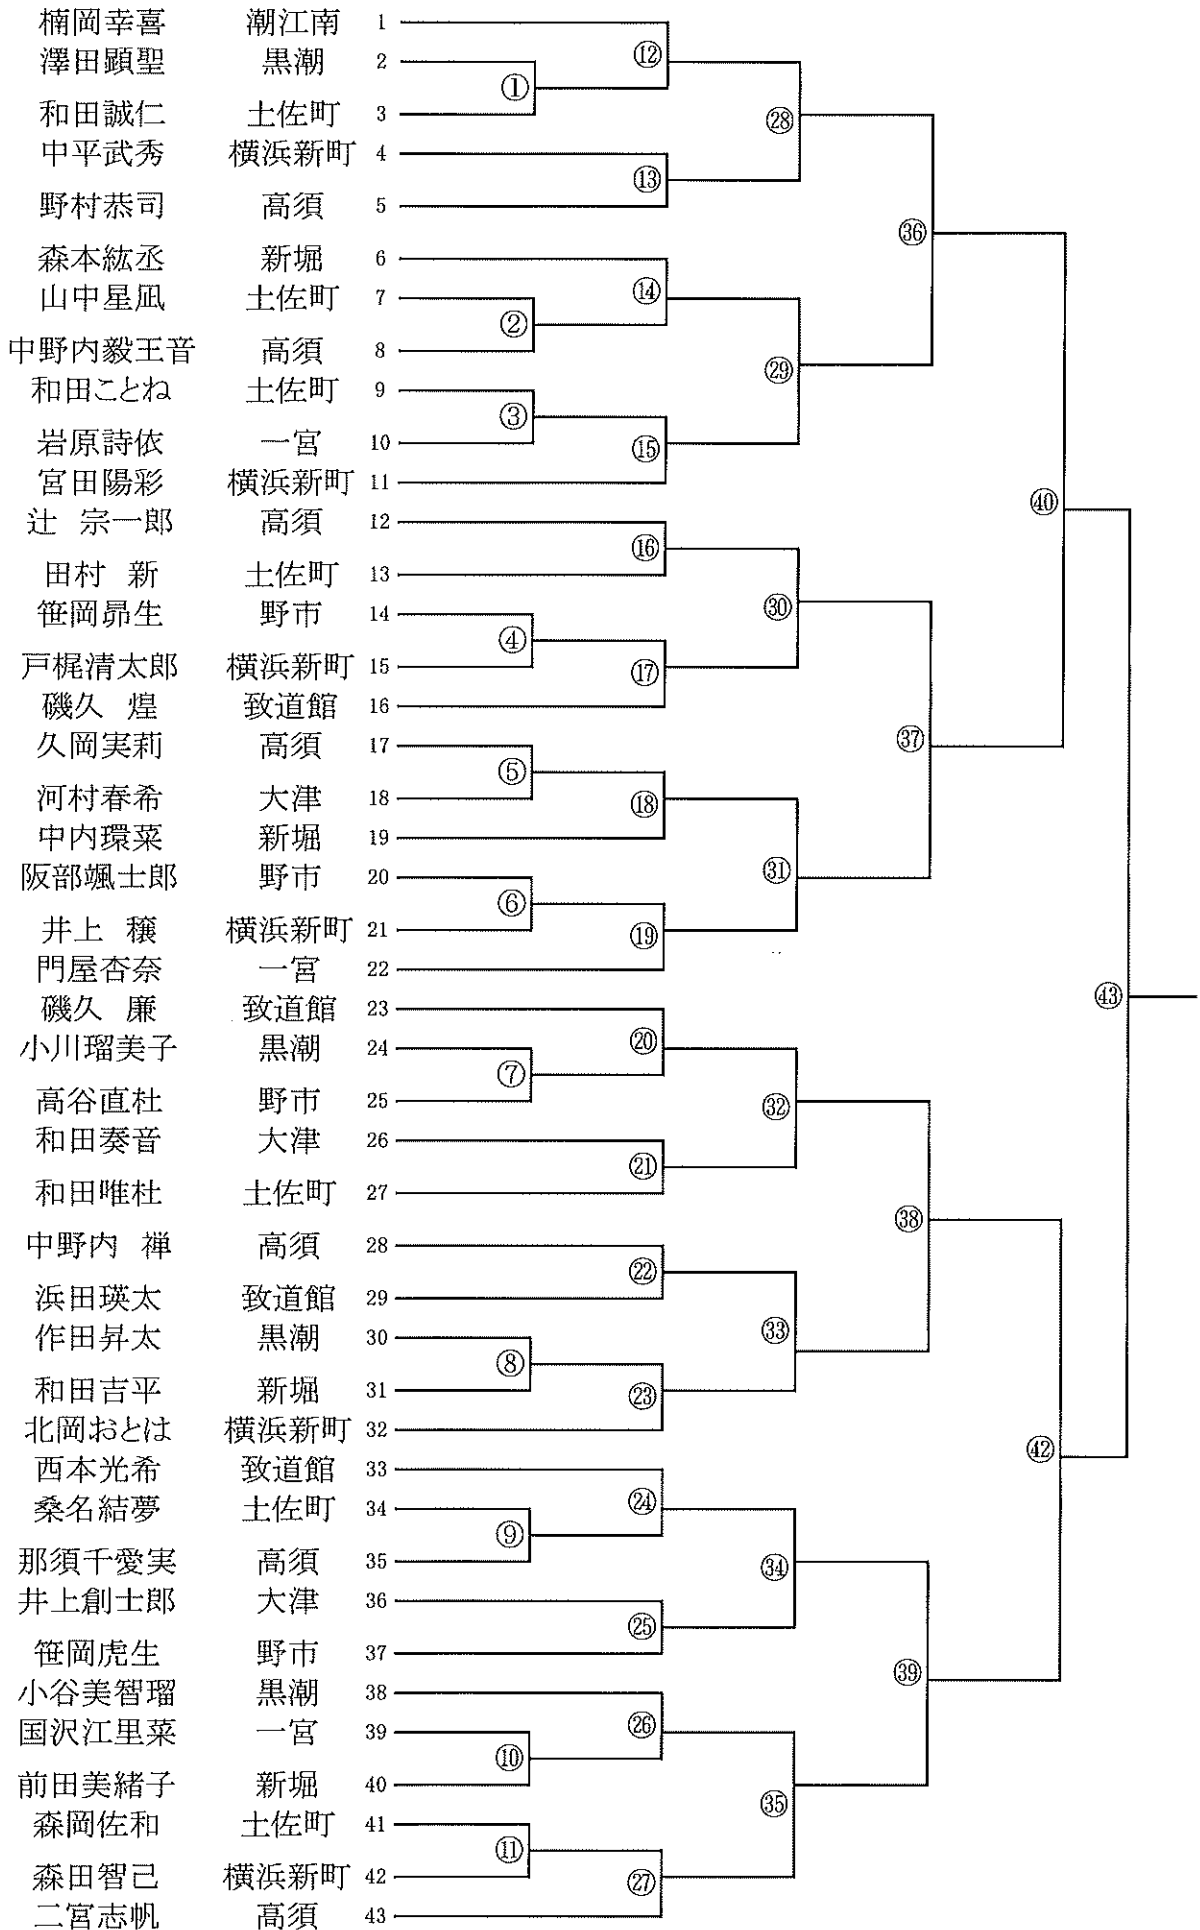 楠岡幸喜 潮江南 1
⑫
澤田顕聖 黒潮 2
①
和田誠仁 土佐町 3
㉘
中平武秀 横浜新町 4
⑬
野村恭司 高須 5
㊱
森本紘丞 新堀 6
⑭
山中星凪 土佐町 7
②
中野内毅王音 高須 8
㉙
和田ことね 土佐町 9
③
岩原詩依 一宮 10
⑮
宮田陽彩 横浜新町 11
㊵
辻 宗一郎 高須 12
⑯
田村 新 土佐町 13
㉚
笹岡昴生 野市 14
④
戸梶清太郎 横浜新町 15
⑰
磯久 煌 致道館 16
㊲
久岡実莉 高須 17
⑤
河村春希 大津 18
⑱
中内環菜 新堀 19
㉛
阪部颯士郎 野市 20
⑥
井上 穣 横浜新町 21
⑲
門屋杏奈 一宮 22
㊸
磯久 廉 致道館 23
⑳
小川瑠美子 黒潮 24
⑦
高谷直杜 野市 25
㉜
和田奏音 大津 26
㉑
和田唯杜 土佐町 27
㊳
中野内 禅 高須 28
㉒
浜田瑛太 致道館 29
㉝
作田昇太 黒潮 30
⑧
和田吉平 新堀 31
㉓
北岡おとは 横浜新町 32
㊷
西本光希 致道館 33
㉔
桑名結夢 土佐町 34
⑨
那須千愛実 高須 35
㉞
井上創士郎 大津 36
㉕
笹岡虎生 野市 37
㊴
小谷美智瑠 黒潮 38
㉖
国沢江里菜 一宮 39
⑩
前田美緒子 新堀 40
㉟
森岡佐和 土佐町 41
⑪
森田智己 横浜新町 42
㉗
二宮志帆 高須 43